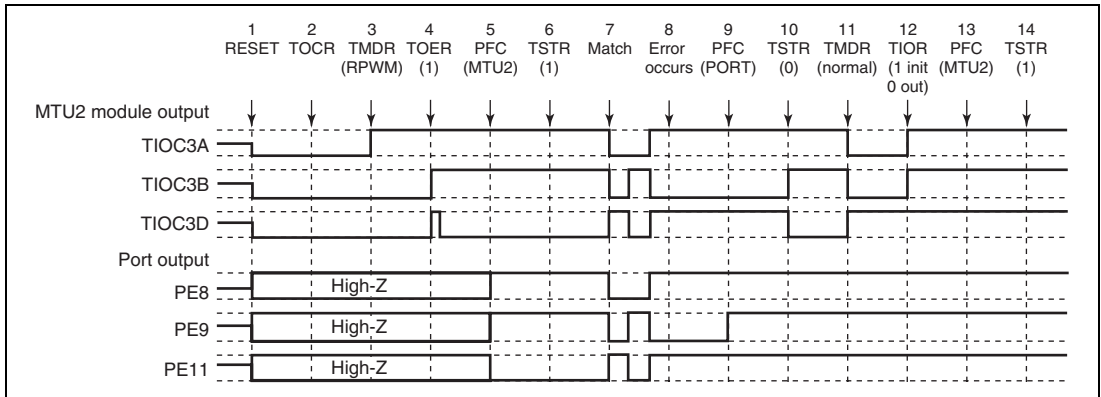 1 2 3 4 5 6 7 8 9 10 11 12 13 14
RESET TOCR TMDR TOER PFC TSTR Match Error PFC TSTR TMDR TIOR PFC TSTR
(RPWM) (1) (MTU2) (1) occurs (PORT) (0) (normal) (1 init (MTU2) (1)
0 out)
MTU2 module output
TIOC3A
TIOC3B
TIOC3D
Port output
PE8 High-Z
PE9 High-Z
PE11 High-Z